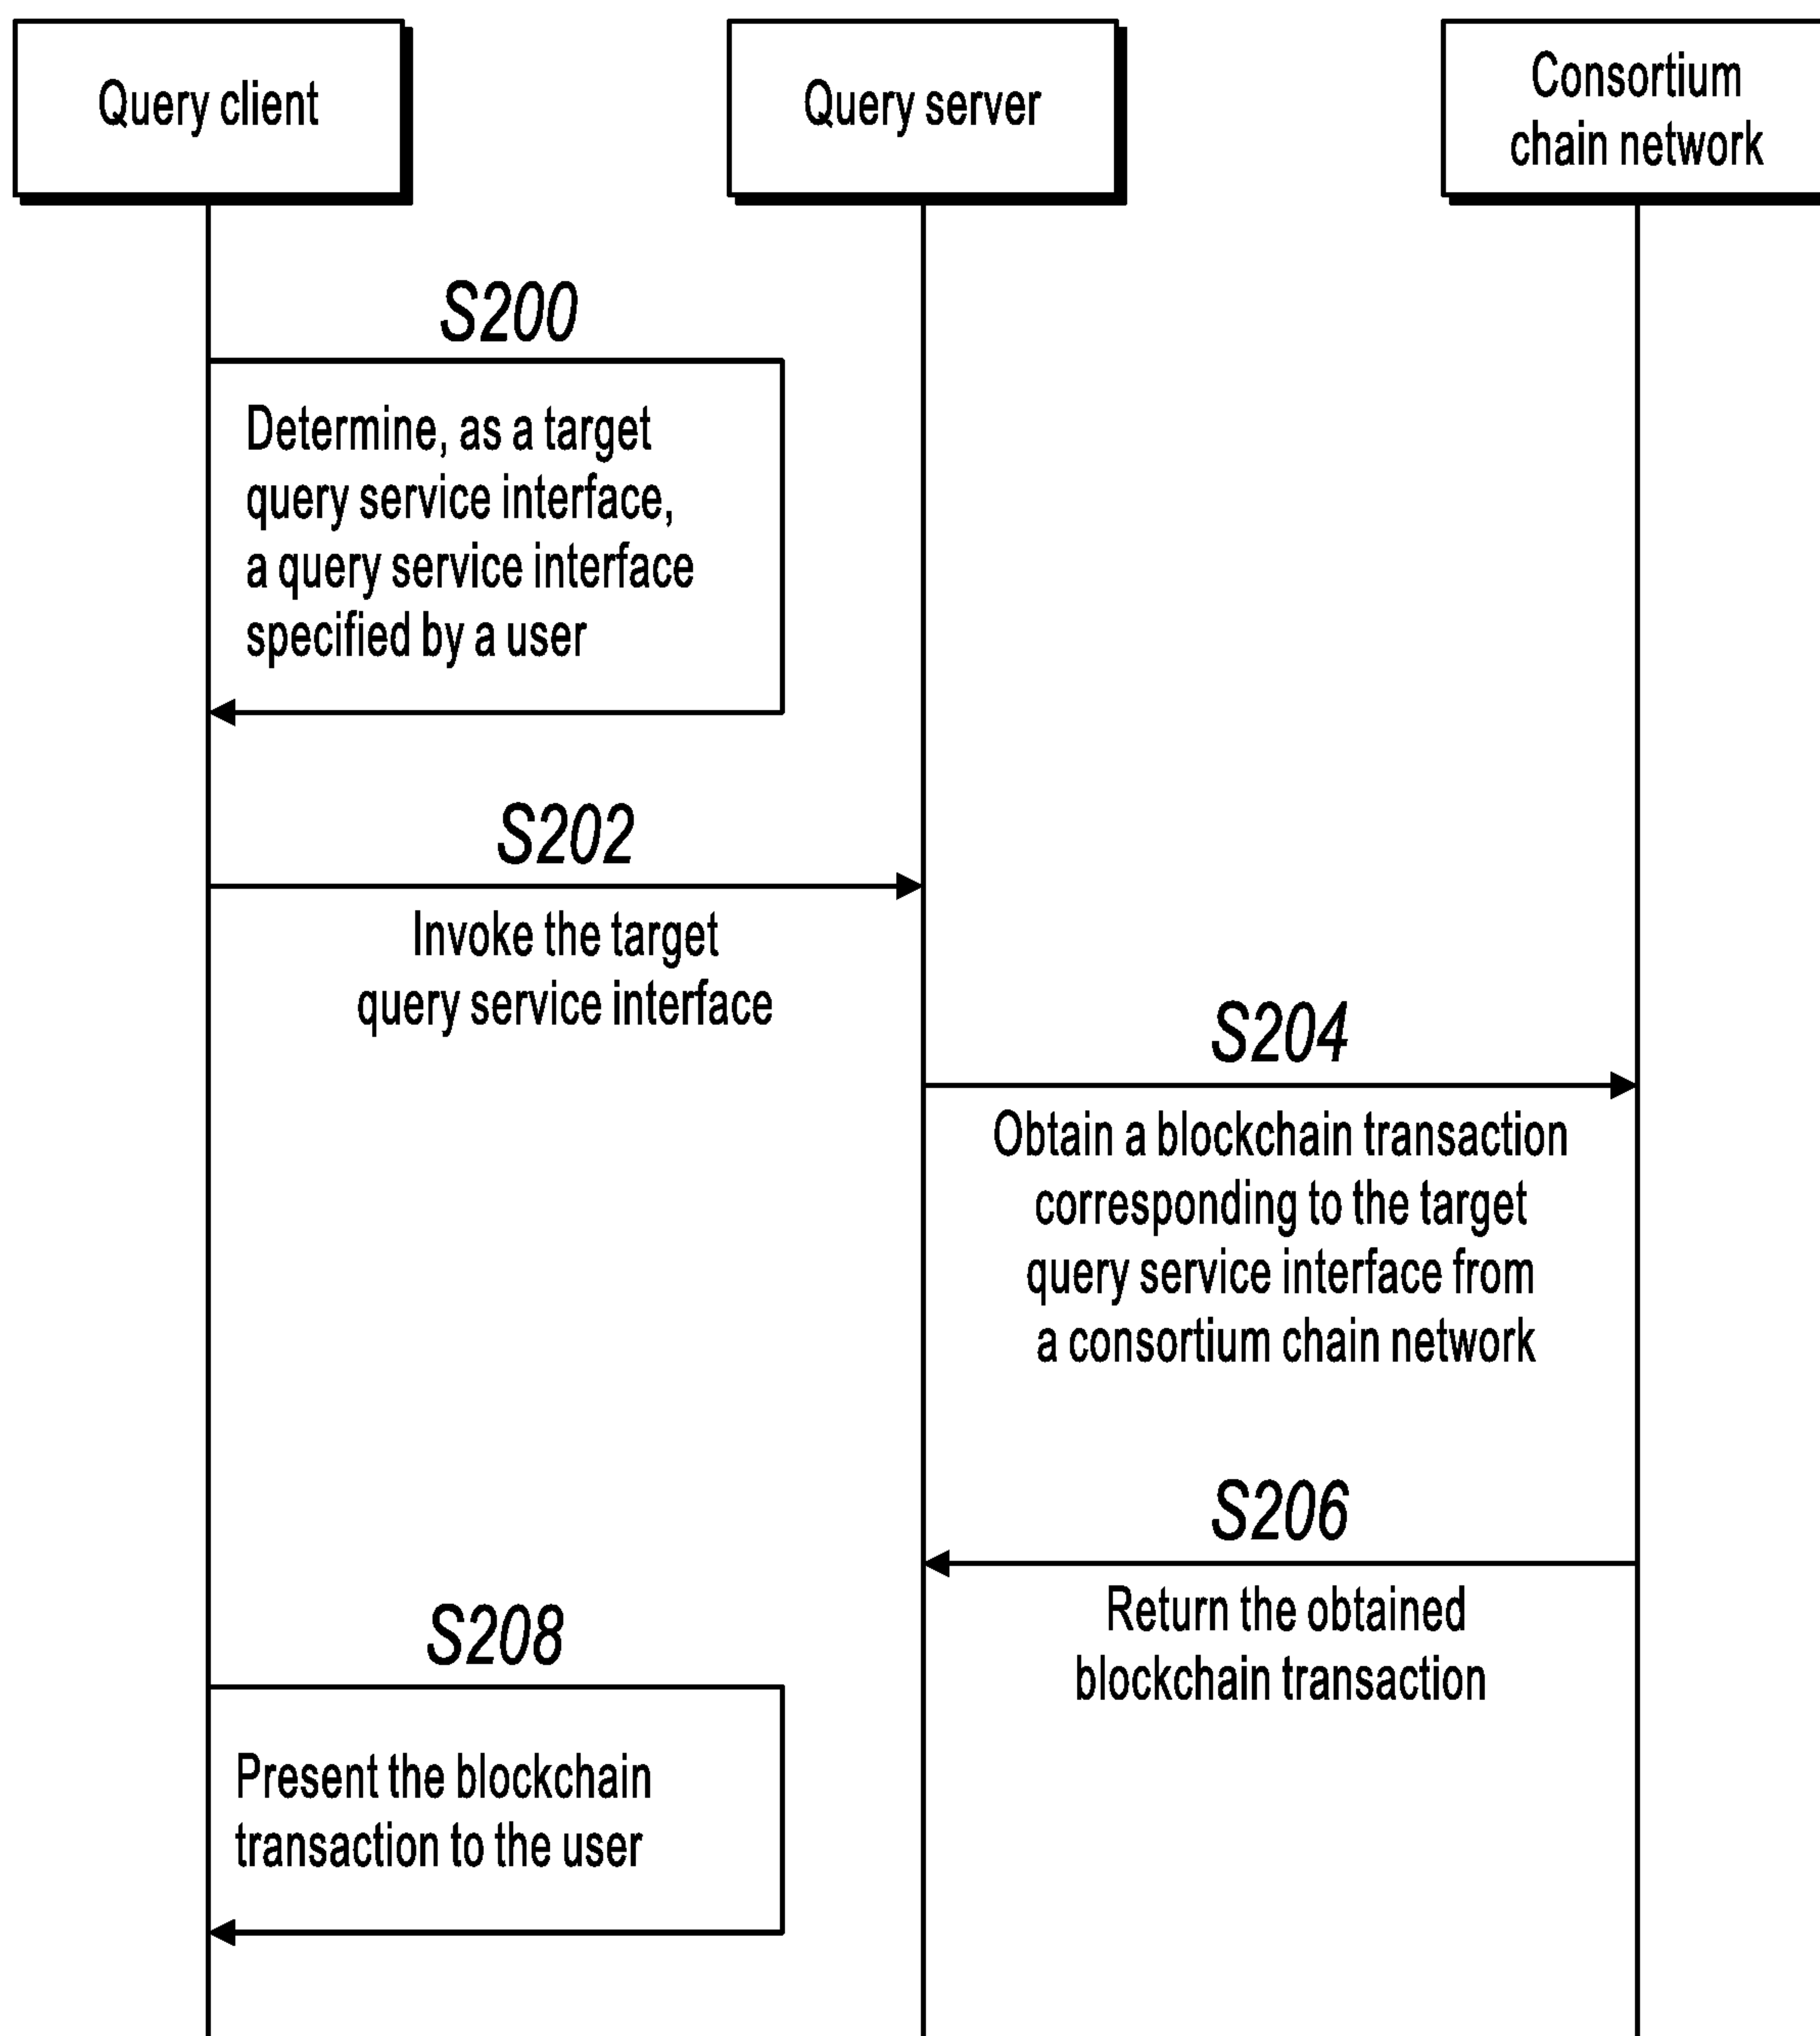 Query client
Query server
Consortium
chain network
S200
Determine, as a target
query service interface,
a query service interface
specified by a user
S202
Invoke the target
query service interface
S204
Obtain a blockchain transaction
corresponding to the target
query service interface from
a consortium chain network
S206
Return the obtained
blockchain transaction
S208
Present the blockchain
transaction to the user